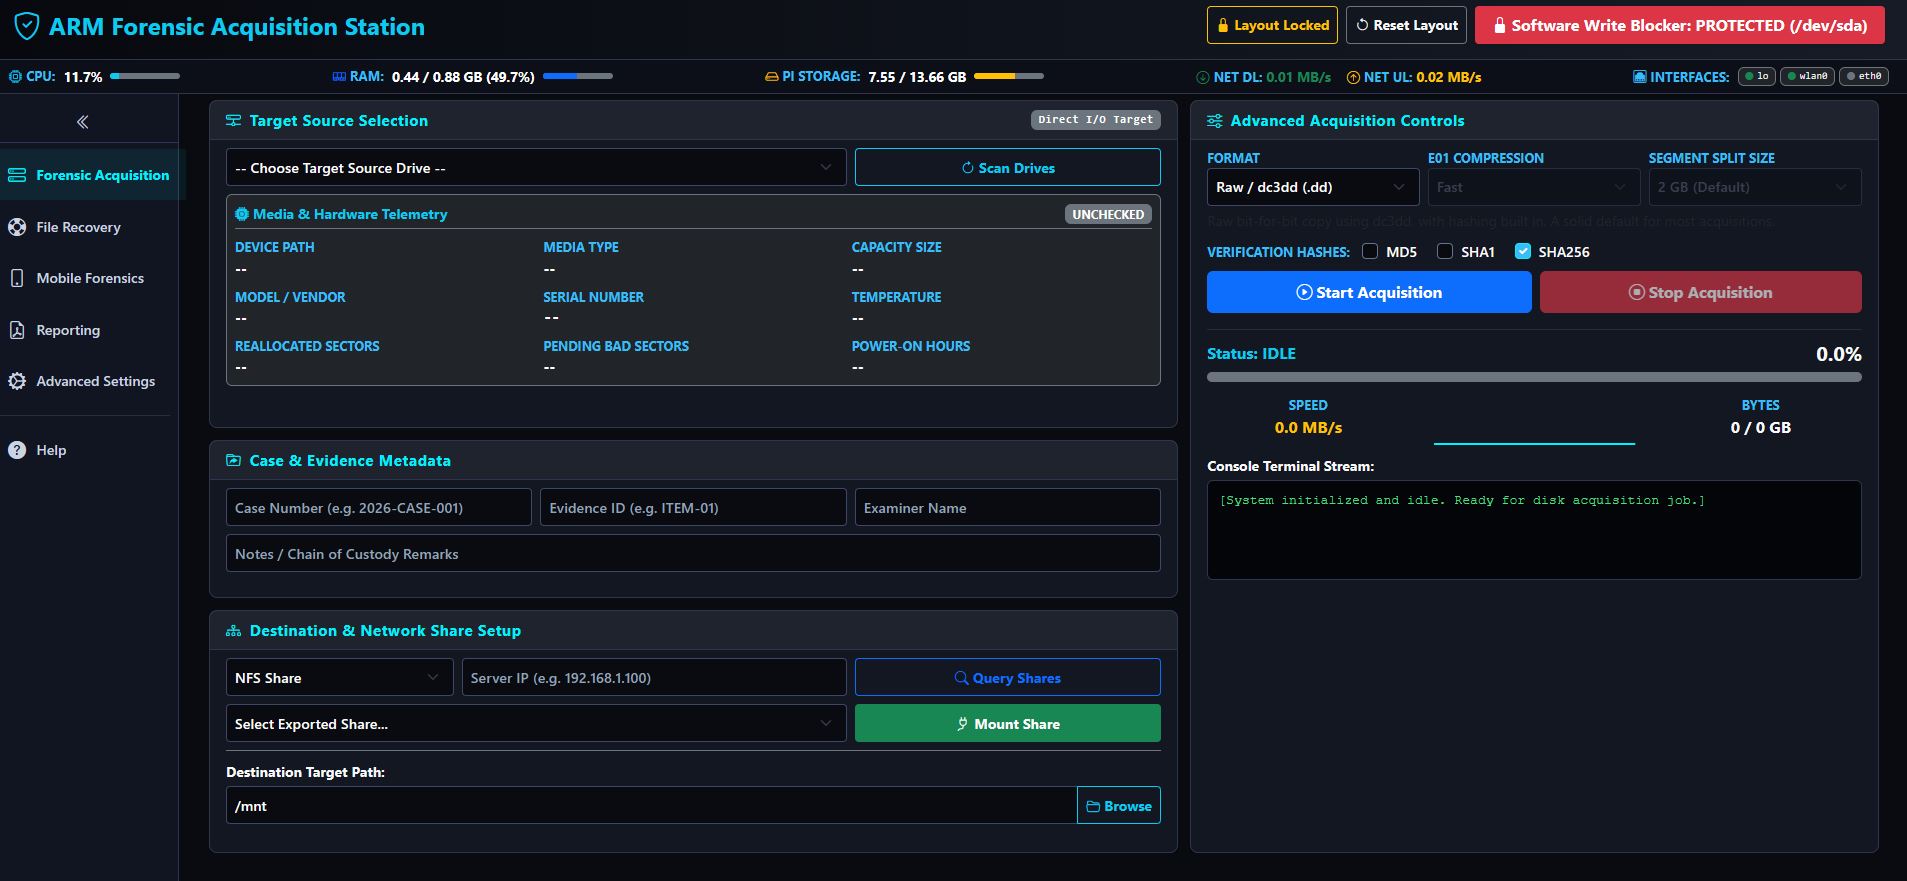 ARM Forensic Acquisition Station
Layout Locked
Reset Layout
Software Write Blocker: PROTECTED (/dev/sda)
CPU: 11.7%
RAM: 0.44 / 0.88 GB (49.7%)
PI STORAGE: 7.55 / 13.66 GB
NET DL: 0.01 MB/s
NET UL: 0.02 MB/s
INTERFACES: lo wlan0 eth0
Forensic Acquisition
File Recovery
Mobile Forensics
Reporting
Advanced Settings
Help
Target Source Selection
Direct I/O Target
-- Choose Target Source Drive --
Scan Drives
Media & Hardware Telemetry
UNCHECKED
DEVICE PATH MEDIA TYPE CAPACITY SIZE
-- -- --
MODEL / VENDOR SERIAL NUMBER TEMPERATURE
-- -- --
REALLOCATED SECTORS PENDING BAD SECTORS POWER-ON HOURS
-- -- --
Case & Evidence Metadata
Case Number (e.g. 2026-CASE-001)
Evidence ID (e.g. ITEM-01)
Examiner Name
Notes / Chain of Custody Remarks
Destination & Network Share Setup
NFS Share
Server IP (e.g. 192.168.1.100)
Query Shares
Select Exported Share...
Mount Share
Destination Target Path:
/mnt
Browse
Advanced Acquisition Controls
FORMAT E01 COMPRESSION SEGMENT SPLIT SIZE
Raw / dc3dd (.dd) Fast 2 GB (Default)
Raw bit-for-bit copy using dc3dd, with hashing built in. A solid default for most acquisitions.
VERIFICATION HASHES: MD5 SHA1 SHA256
Start Acquisition
Stop Acquisition
Status: IDLE
0.0%
SPEED BYTES
0.0 MB/s 0 / 0 GB
Console Terminal Stream:
[System initialized and idle. Ready for disk acquisition job.]